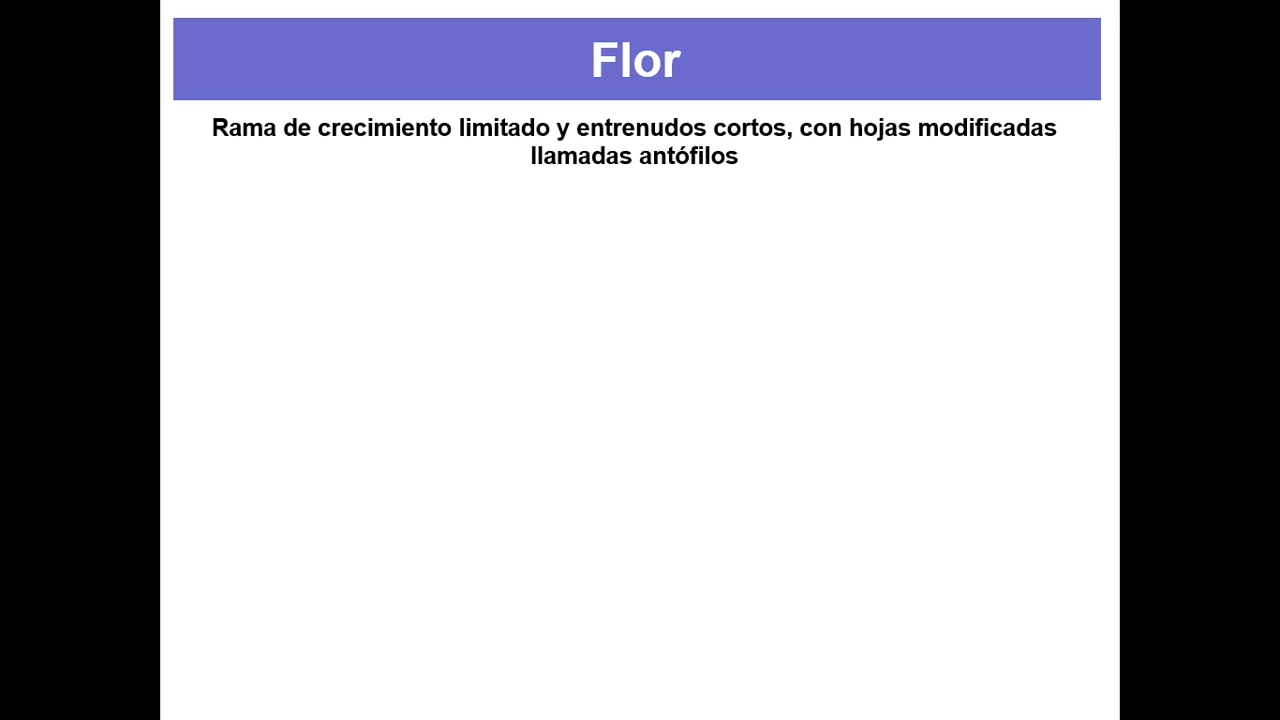 Flor
Rama de crecimiento limitado y entrenudos cortos, con hojas modificadas
llamadas antófilos